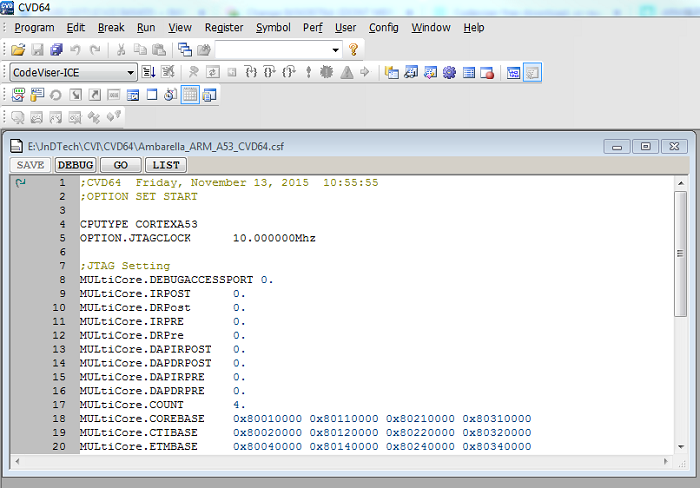 CVD64
Program Edit Break Run View Register Symbol Perf User Config Window Help
CodeViser-ICE
E:\JnDTech\CVI\CVD64\Ambarella_ARM_A53_CVD64.csf
SAVE DEBUG GO LIST
1 ;CVD64 Friday, November 13, 2015 10:55:55
2 ;OPTION SET START
3
4 CPUTYPE CORTEXA53
5 OPTION.JTAGCLOCK 10.000000Mhz
6
7 ;JTAG Setting
8 MULtiCore.DEBUGACCESSPORT 0.
9 MULtiCore.IRPOST 0.
10 MULtiCore.DRPost 0.
11 MULtiCore.IRPRE 0.
12 MULtiCore.DRPre 0.
13 MULtiCore.DAPIRPOST 0.
14 MULtiCore.DAPDRPOST 0.
15 MULtiCore.DAPIRPRE 0.
16 MULtiCore.DAPDRPRE 0.
17 MULtiCore.COUNT 4.
18 MULtiCore.COREBASE 0x80010000 0x80110000 0x80210000 0x80310000
19 MULtiCore.CTIBASE 0x80020000 0x80120000 0x80220000 0x80320000
20 MULtiCore.ETMBASE 0x80040000 0x80140000 0x80240000 0x80340000